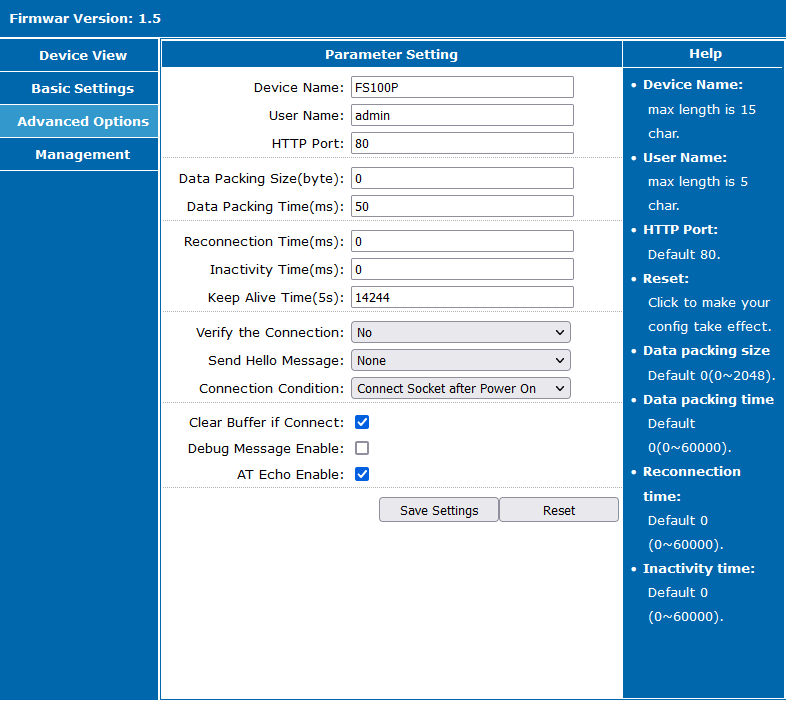 Firmwar Version: 1.5
Device View
Basic Settings
Advanced Options
Management
Parameter Setting
Device Name: FS100P
User Name: admin
HTTP Port: 80
Data Packing Size(byte): 0
Data Packing Time(ms): 50
Reconnection Time(ms): 0
Inactivity Time(ms): 0
Keep Alive Time(5s): 14244
Verify the Connection: No
Send Hello Message: None
Connection Condition: Connect Socket after Power On
Clear Buffer if Connect:
Debug Message Enable:
AT Echo Enable:
Save Settings Reset
Help
• Device Name:
max length is 15
char.
• User Name:
max length is 5
char.
• HTTP Port:
Default 80.
• Reset:
Click to make your
config take effect.
• Data packing size
Default 0(0~2048).
• Data packing time
Default
0(0~60000).
• Reconnection
time:
Default 0
(0~60000).
• Inactivity time:
Default 0
(0~60000).